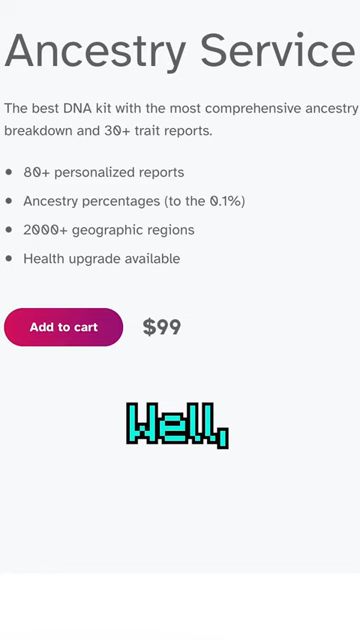 Ancestry Service
The best DNA kit with the most comprehensive ancestry
breakdown and 30+ trait reports.
80+ personalized reports
Ancestry percentages (to the 0.1%)
2000+ geographic regions
Health upgrade available
Add to cart $99
Well,